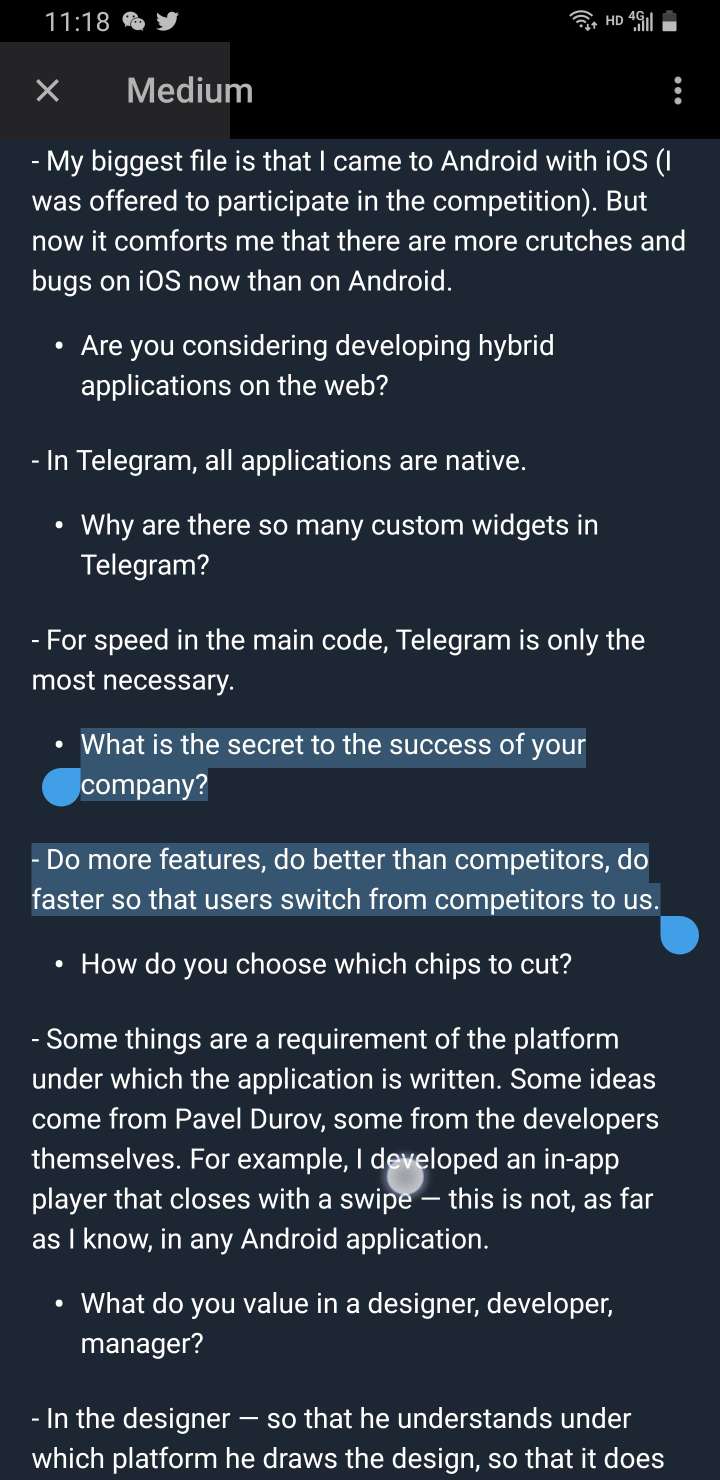 11:18
HD 4G
Medium
- My biggest file is that I came to Android with iOS (I
was offered to participate in the competition). But
now it comforts me that there are more crutches and
bugs on iOS now than on Android.
• Are you considering developing hybrid
applications on the web?
- In Telegram, all applications are native.
• Why are there so many custom widgets in
Telegram?
- For speed in the main code, Telegram is only the
most necessary.
• What is the secret to the success of your
company?
- Do more features, do better than competitors, do
faster so that users switch from competitors to us.
• How do you choose which chips to cut?
- Some things are a requirement of the platform
under which the application is written. Some ideas
come from Pavel Durov, some from the developers
themselves. For example, I developed an in-app
player that closes with a swipe — this is not, as far
as I know, in any Android application.
• What do you value in a designer, developer,
manager?
- In the designer — so that he understands under
which platform he draws the design, so that it does